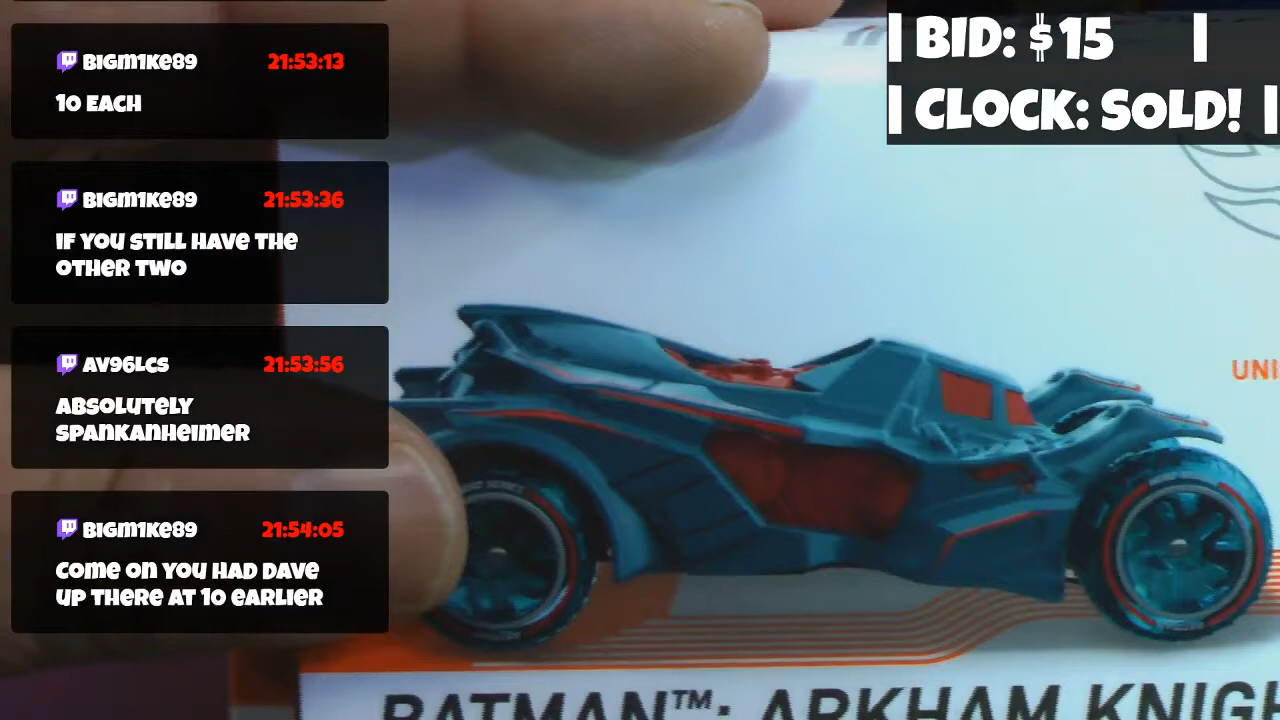 BIGM1KE89 21:53:13
10 EACH
BIGM1KE89 21:53:36
IF YOU STILL HAVE THE
OTHER TWO
AV96LCS 21:53:56
ABSOLUTELY
SPANKANHEIMER
BIGM1KE89 21:54:05
COME ON YOU HAD DAVE
UP THERE AT 10 EARLIER
| BID: $15 |
| CLOCK: SOLD! |
UNI
BATMAN™: ARKHAM KNIGH